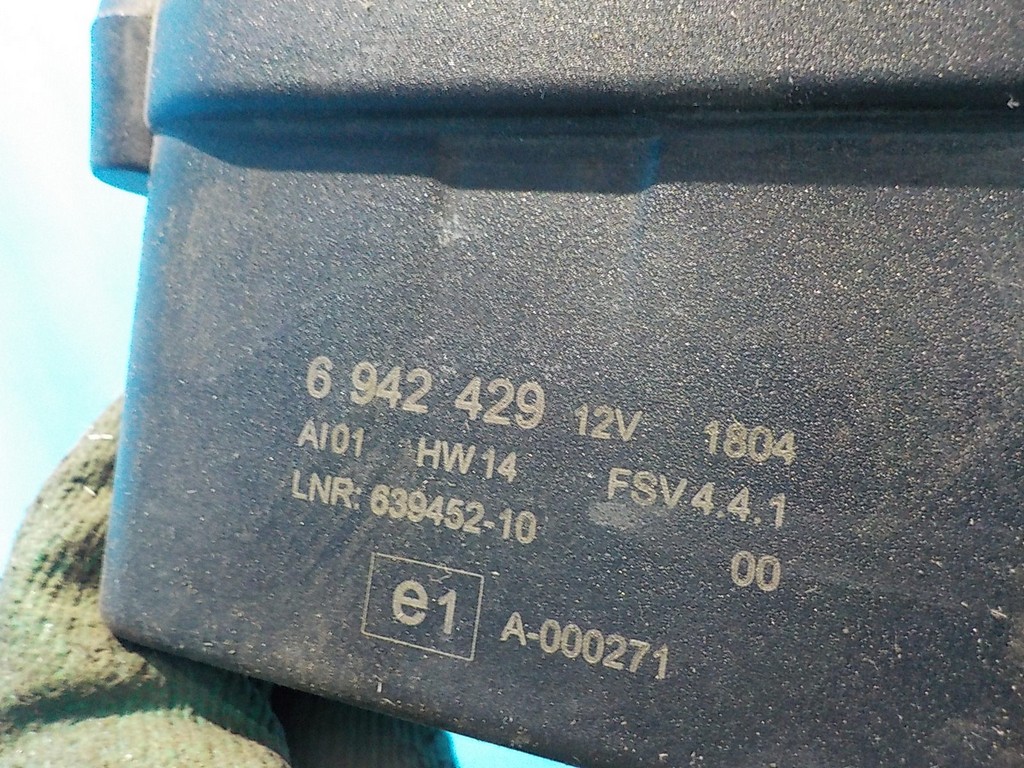 6 942 429 12V 1804
AI01 HW14 FSV4.4.1
LNR: 639452-10 00
e1 A-000271